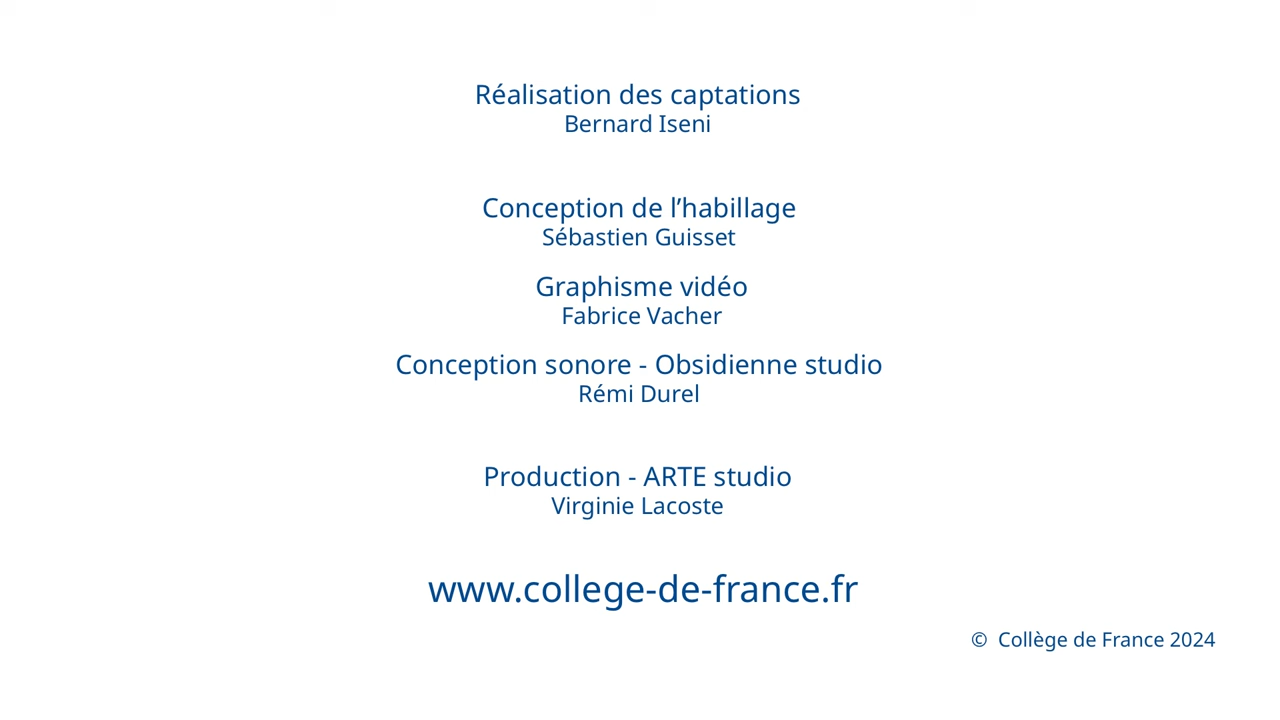 Réalisation des captations
Bernard Iseni
Conception de l’habillage
Sébastien Guisset
Graphisme vidéo
Fabrice Vacher
Conception sonore - Obsidienne studio
Rémi Durel
Production - ARTE studio
Virginie Lacoste
www.college-de-france.fr
© Collège de France 2024